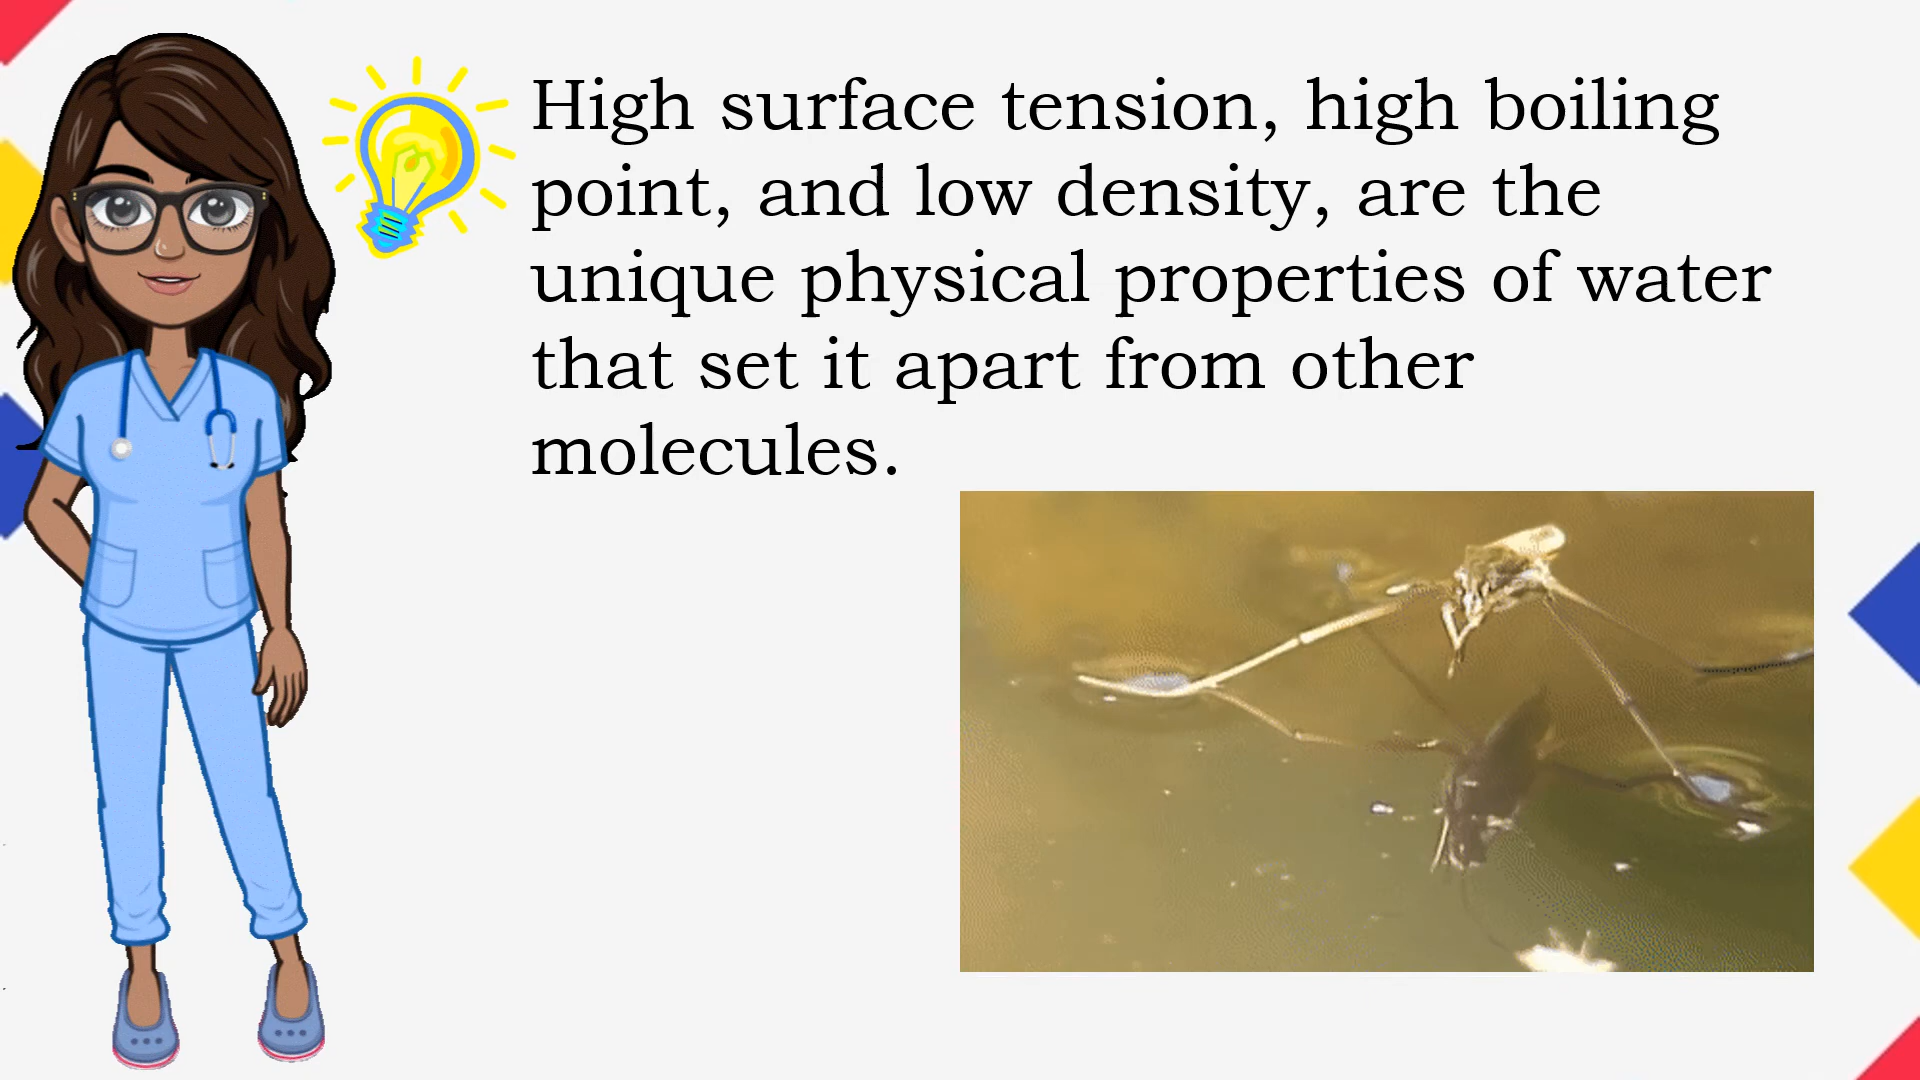 High surface tension, high boiling
point, and low density, are the
unique physical properties of water
that set it apart from other
molecules.